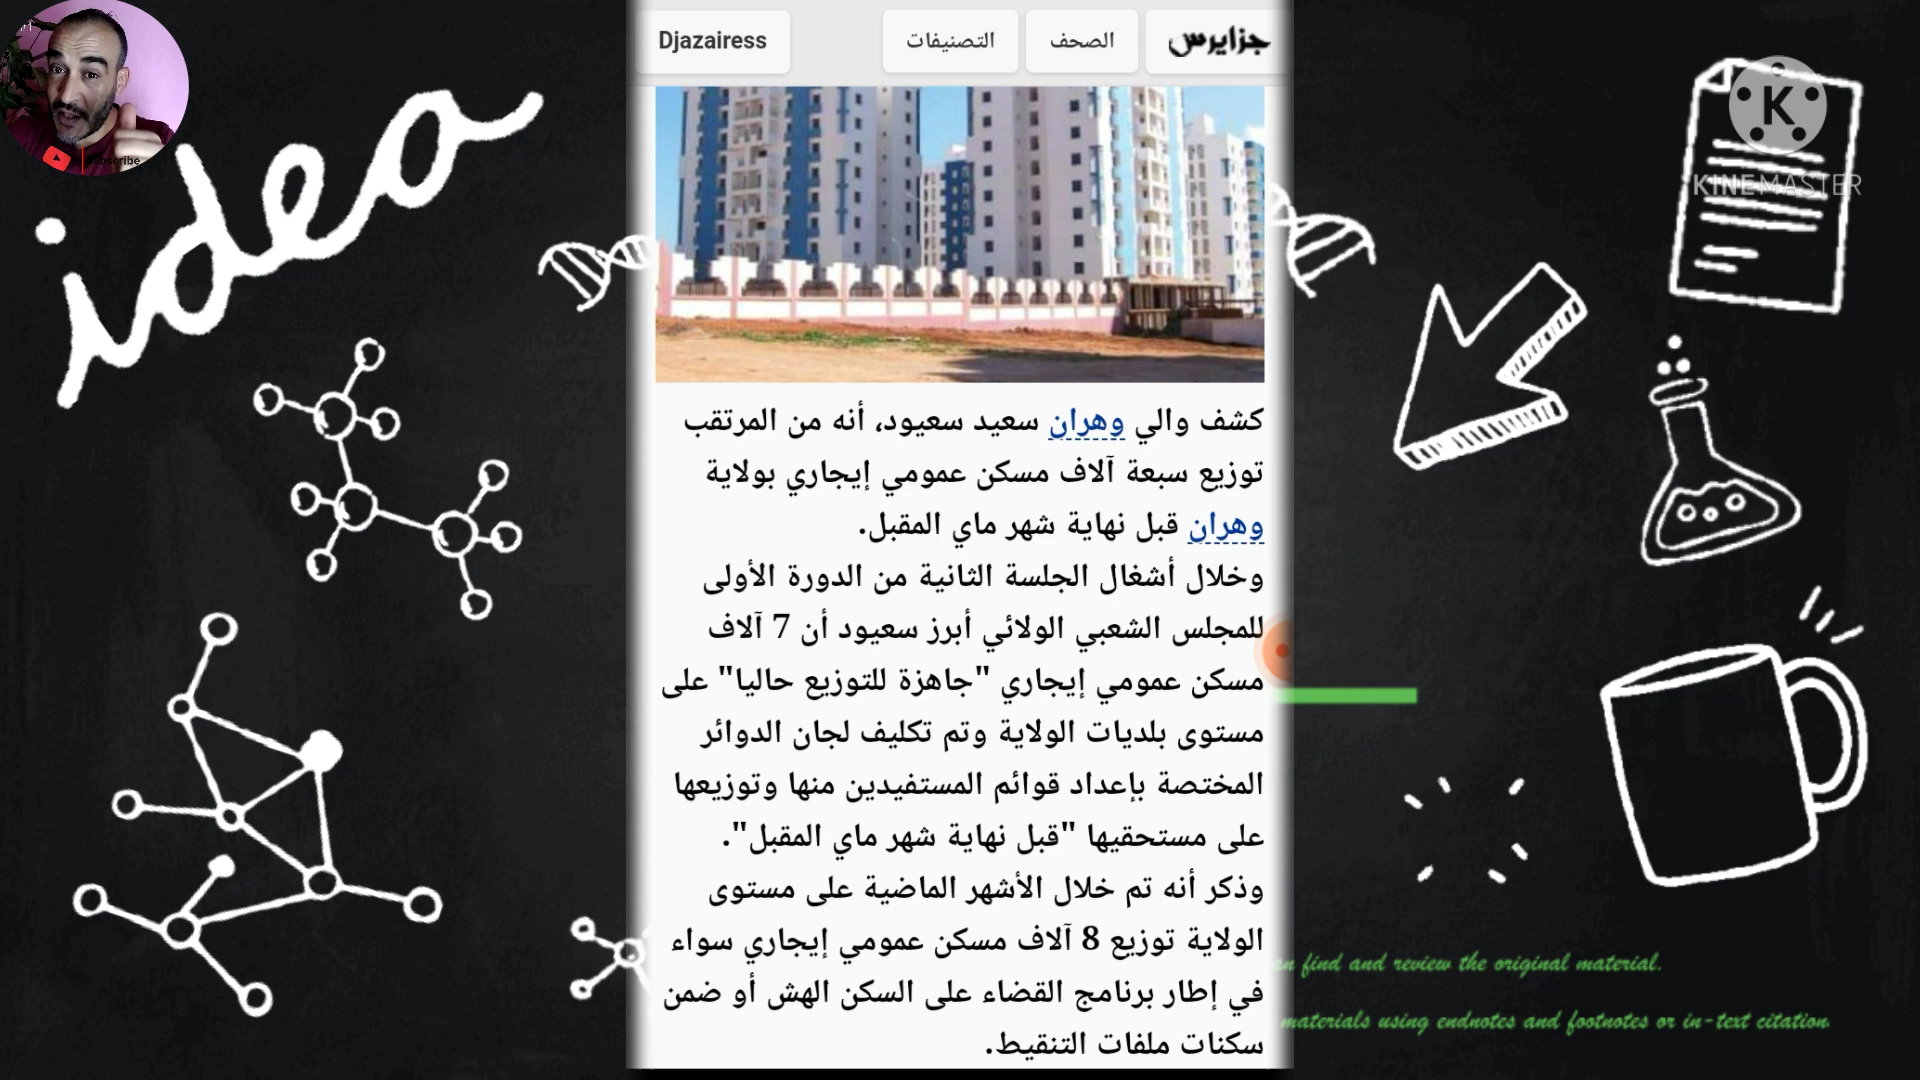 idea
Subscribe
Djazairess
التصنيفات
الصحف
جزايرس
K
KINEMASTER
كشف والي وهران سعيد سعيود، أنه من المرتقب
توزيع سبعة آلاف مسكن عمومي إيجاري بولاية
وهران قبل نهاية شهر ماي المقبل.
وخلال أشغال الجلسة الثانية من الدورة الأولى
للمجلس الشعبي الولائي أبرز سعيود أن 7 آلاف
مسكن عمومي إيجاري "جاهزة للتوزيع حاليا" على
مستوى بلديات الولاية وتم تكليف لجان الدوائر
المختصة بإعداد قوائم المستفيدين منها وتوزيعها
على مستحقيها "قبل نهاية شهر ماي المقبل".
وذكر أنه تم خلال الأشهر الماضية على مستوى
الولاية توزيع 8 آلاف مسكن عمومي إيجاري سواء
في إطار برنامج القضاء على السكن الهش أو ضمن
سكنات ملفات التنقيط.
find and review the original material.
materials using endnotes and footnotes or in-text citation.